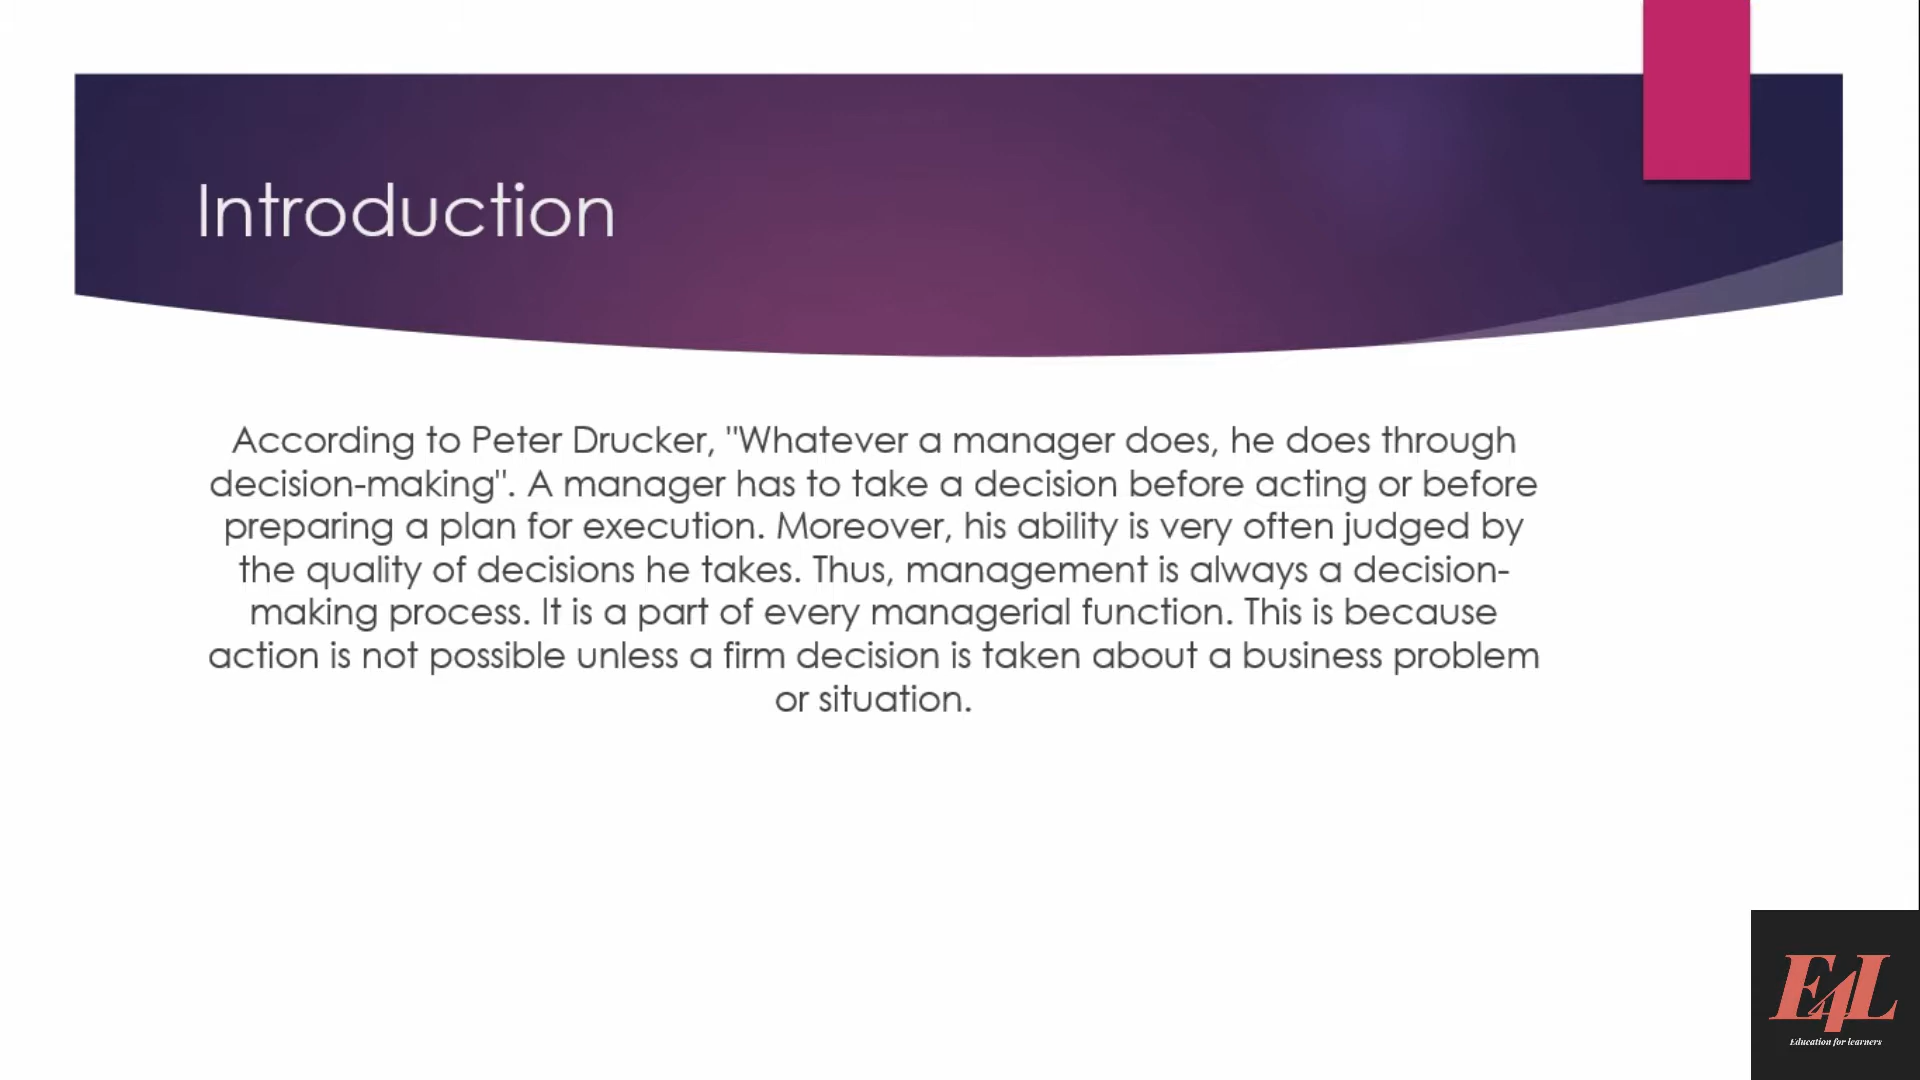 Introduction
According to Peter Drucker, "Whatever a manager does, he does through
decision-making". A manager has to take a decision before acting or before
preparing a plan for execution. Moreover, his ability is very often judged by
the quality of decisions he takes. Thus, management is always a decision-
making process. It is a part of every managerial function. This is because
action is not possible unless a firm decision is taken about a business problem
or situation.
E4L
Education for learners